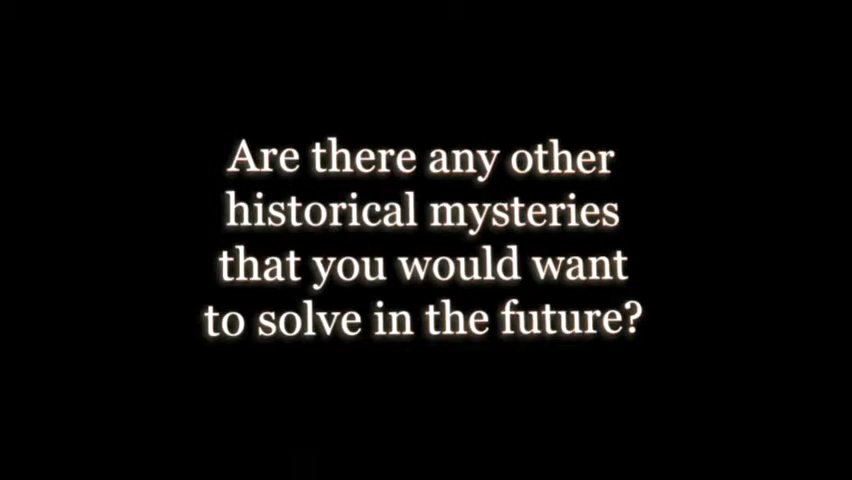 Are there any other
historical mysteries
that you would want
to solve in the future?